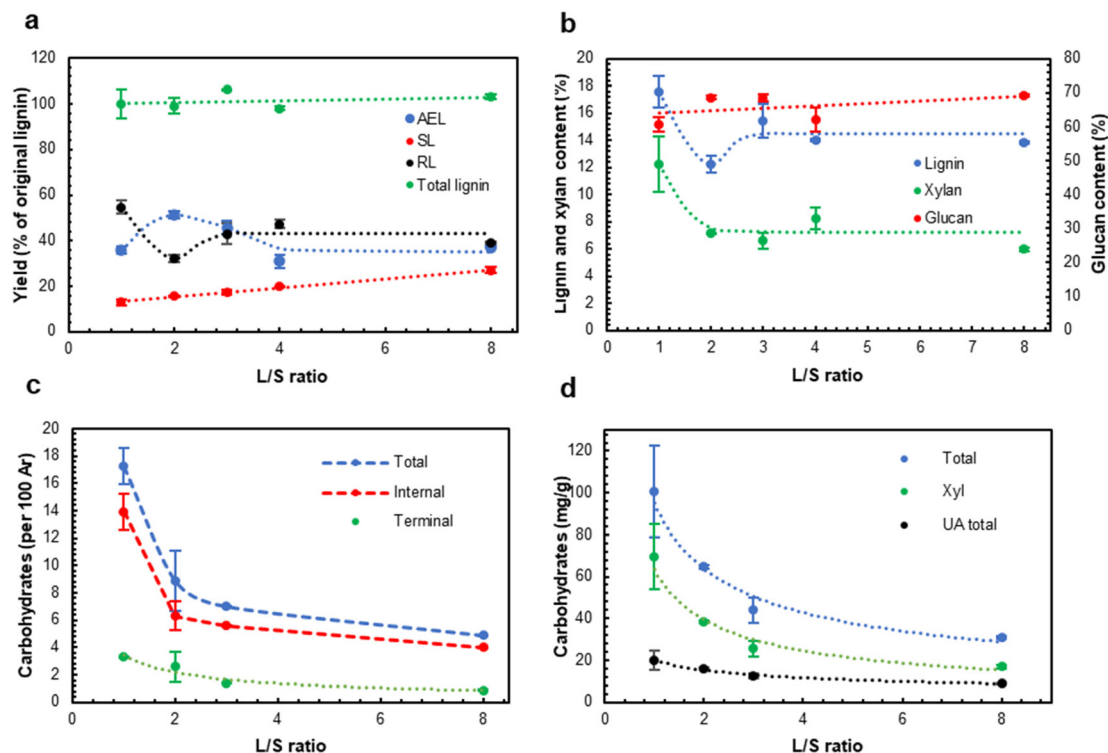 a
Yield (% of original lignin)
120
100
80
60
40
20
0
0
2
4
6
8
L/S ratio
AEL
SL
RL
Total lignin
b
Lignin and xylan content (%)
20
18
16
14
12
10
8
6
4
2
0
0
1
2
3
4
5
6
7
8
L/S ratio
Glucan content (%)
80
70
60
50
40
30
20
10
0
Lignin
Xylan
Glucan
c
Carbohydrates (per 100 Ar)
20
18
16
14
12
10
8
6
4
2
0
0
2
4
6
8
L/S ratio
Total
Internal
Terminal
d
Carbohydrates (mg/g)
120
100
80
60
40
20
0
0
2
4
6
8
L/S ratio
Total
Xyl
UA total